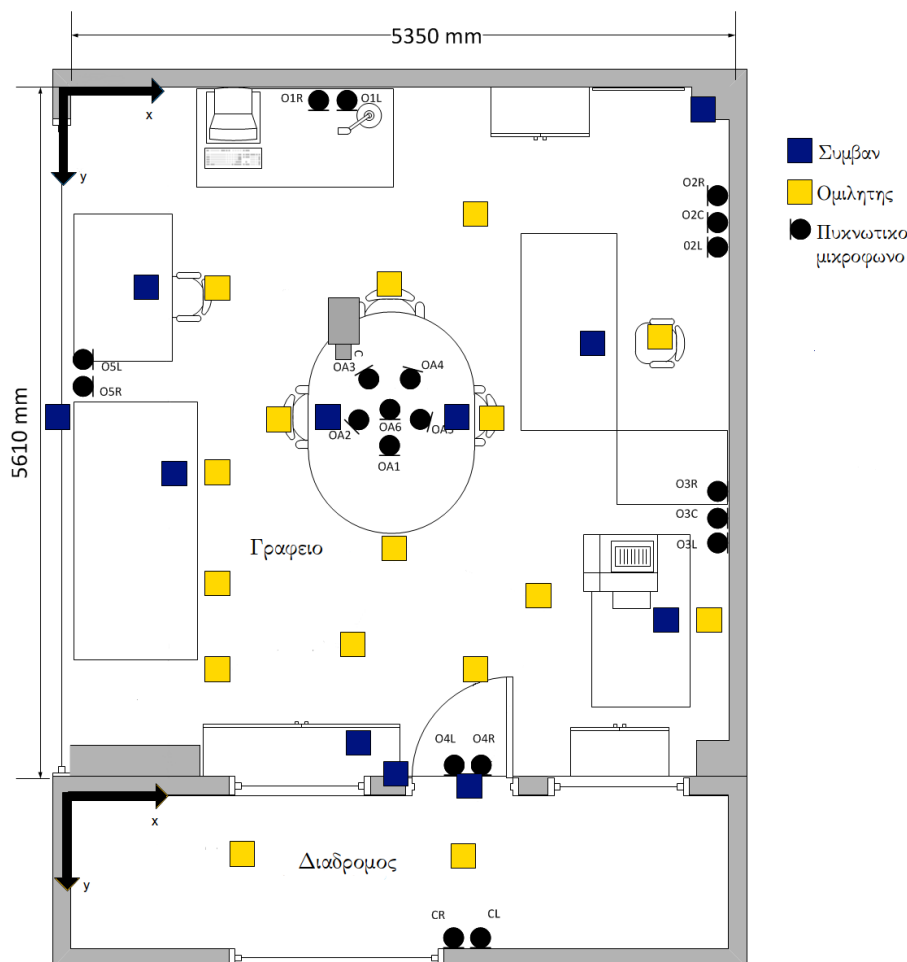 5350 mm
x
y
5610 mm
O1R
O1L
O2R
O2C
02L
Συμβαν
Ομιλητης
Πυκνωτικο
μικροφωνο
O5L
O5R
C
OA3
OA4
OA2
OA6
OA5
OA1
O3R
O3C
O3L
Γραφειο
O4L
O4R
x
y
Διαδρομος
CR
CL